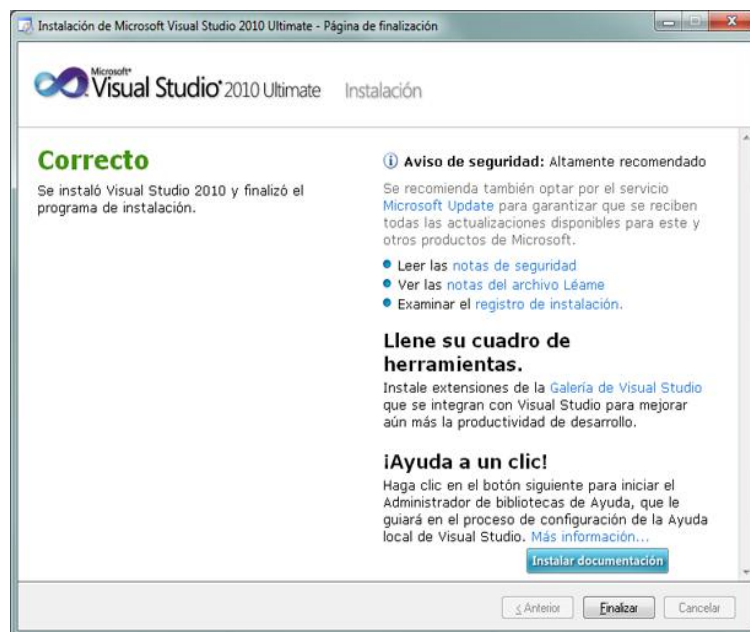 Instalación de Microsoft Visual Studio 2010 Ultimate - Página de finalización
Microsoft®
Visual Studio® 2010 Ultimate Instalación
Correcto
Se instaló Visual Studio 2010 y finalizó el
programa de instalación.
Aviso de seguridad: Altamente recomendado
Se recomienda también optar por el servicio
Microsoft Update para garantizar que se reciben
todas las actualizaciones disponibles para este y
otros productos de Microsoft.
Leer las notas de seguridad
Ver las notas del archivo Léame
Examinar el registro de instalación.
Llene su cuadro de
herramientas.
Instale extensiones de la Galería de Visual Studio
que se integran con Visual Studio para mejorar
aún más la productividad de desarrollo.
¡Ayuda a un clic!
Haga clic en el botón siguiente para iniciar el
Administrador de bibliotecas de Ayuda, que le
guiará en el proceso de configuración de la Ayuda
local de Visual Studio. Más información...
Instalar documentación
< Anterior Finalizar Cancelar